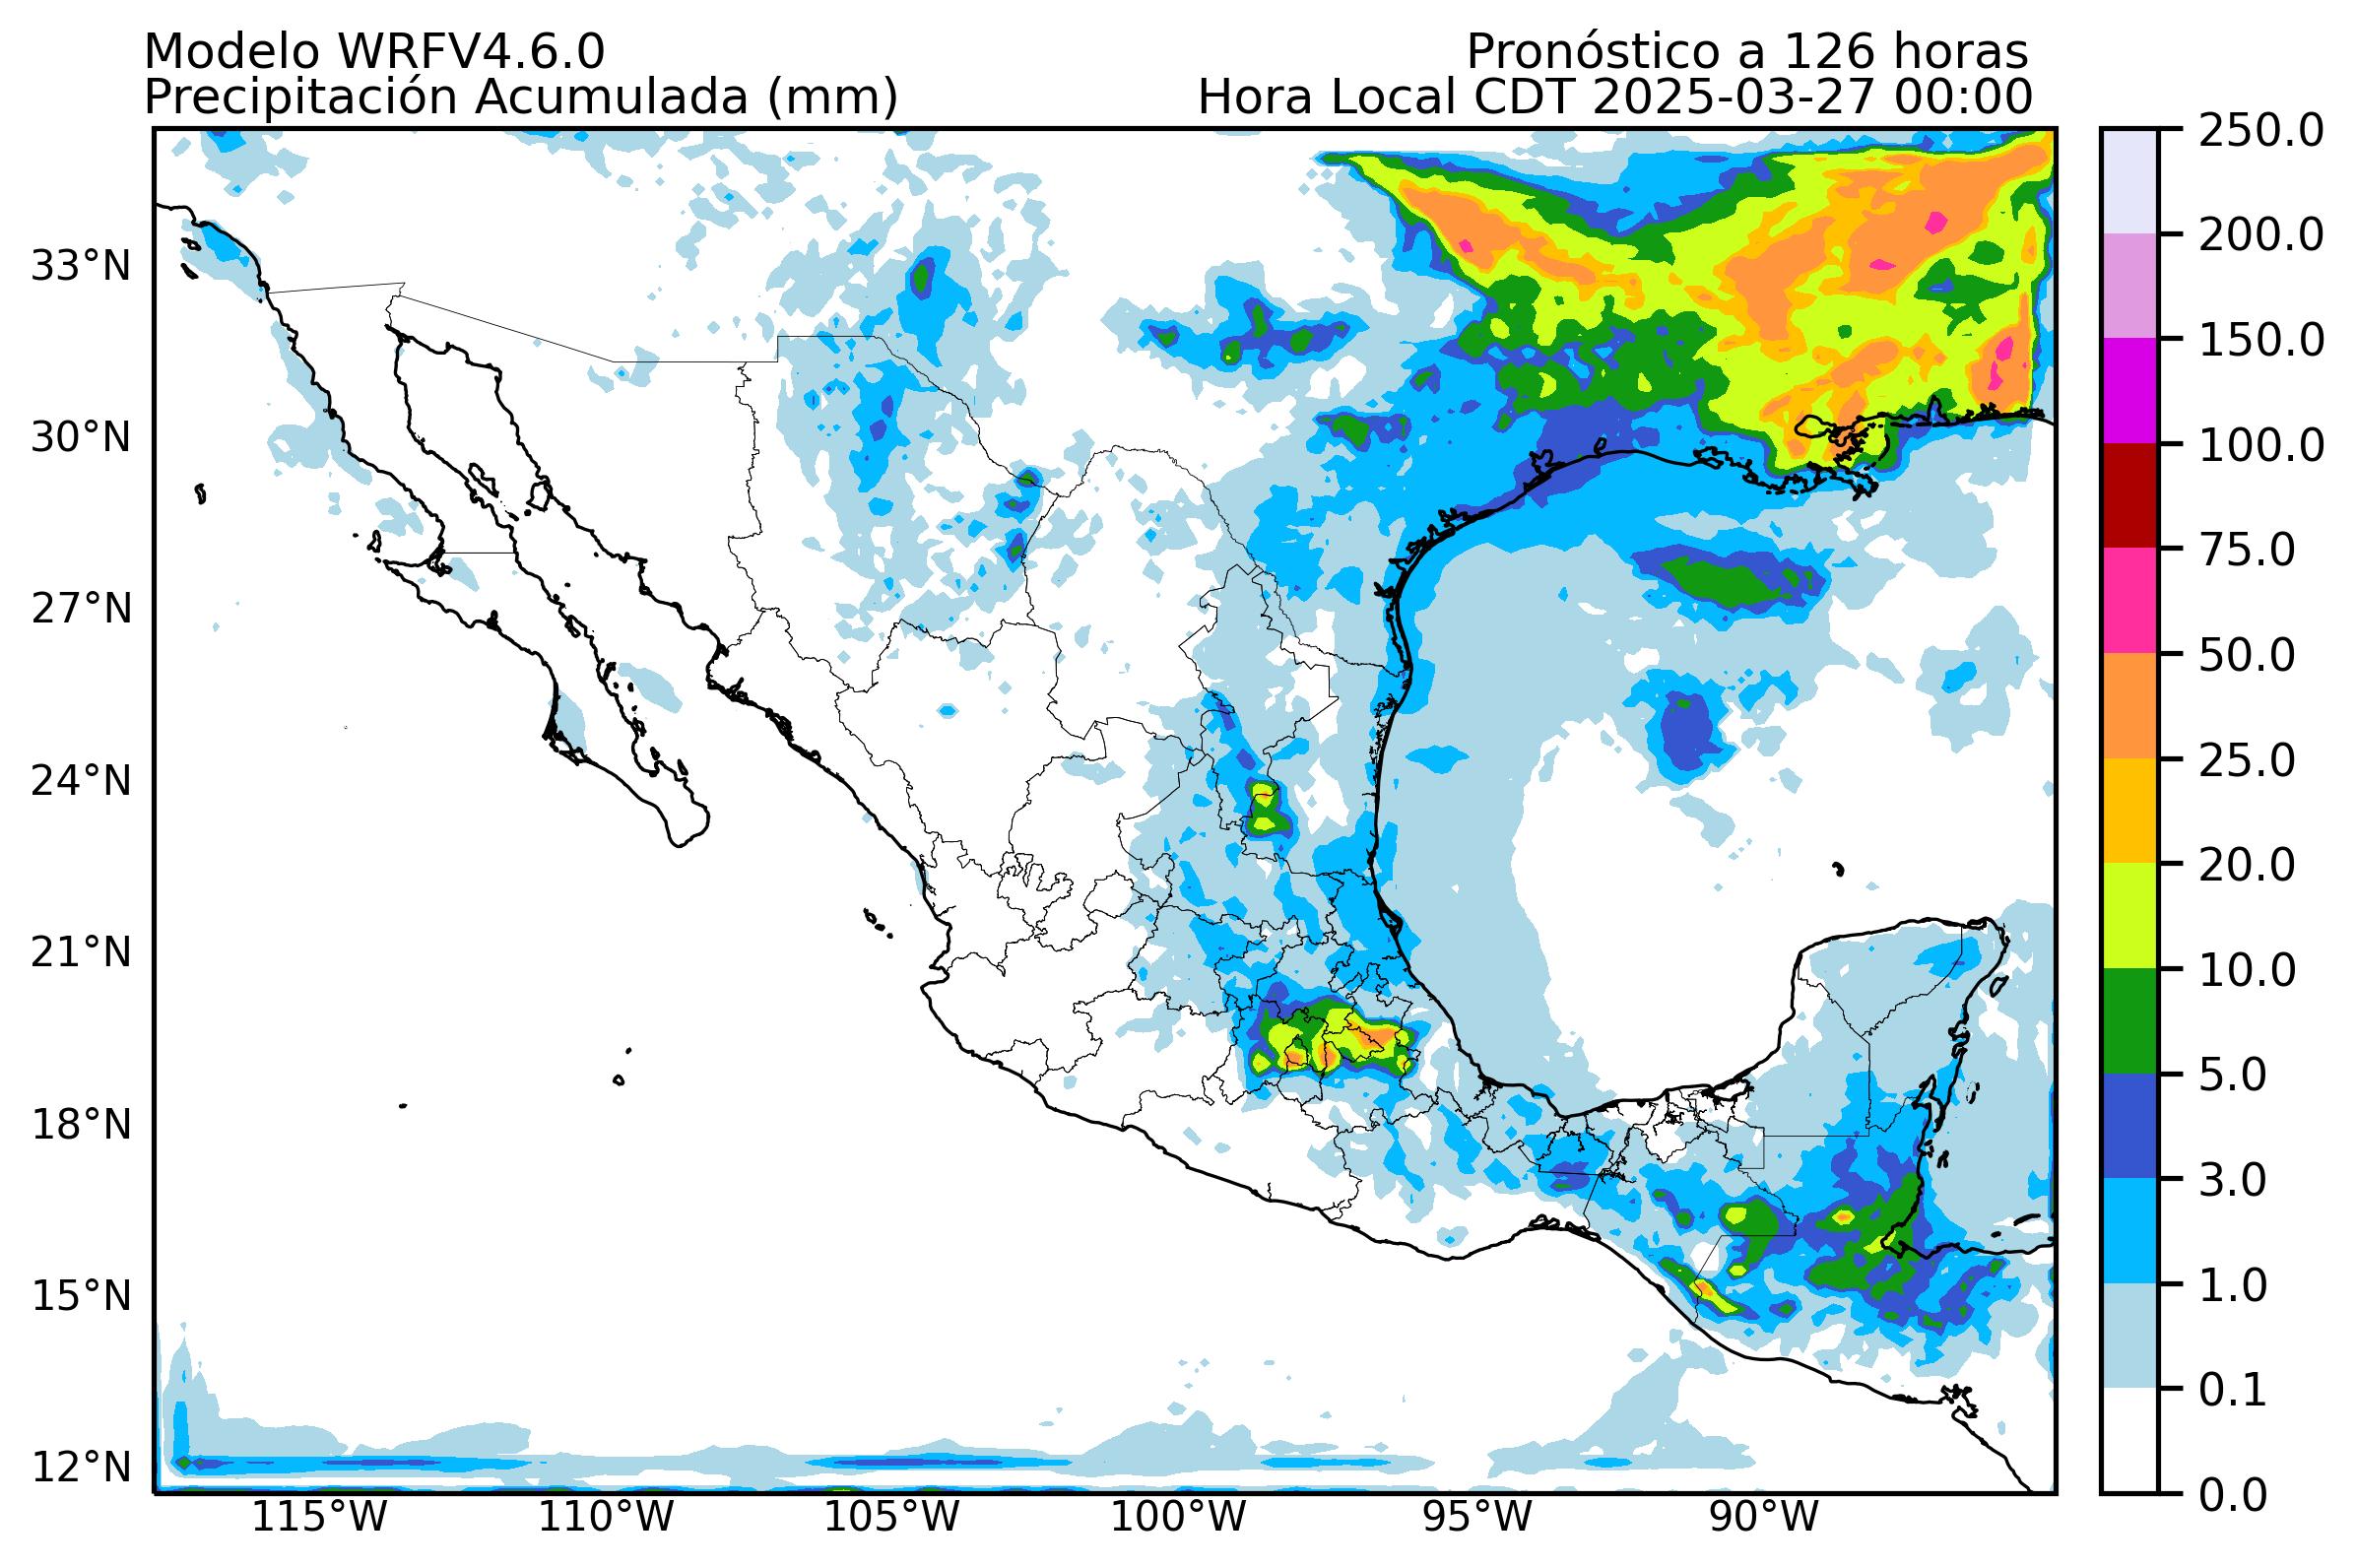 Modelo WRFV4.6.0
Pronóstico a 126 horas
Precipitación Acumulada (mm)
Hora Local CDT 2025-03-27 00:00
33°N
30°N
27°N
24°N
21°N
18°N
15°N
12°N
115°W
110°W
105°W
100°W
95°W
90°W
250.0
200.0
150.0
100.0
75.0
50.0
25.0
20.0
10.0
5.0
3.0
1.0
0.1
0.0